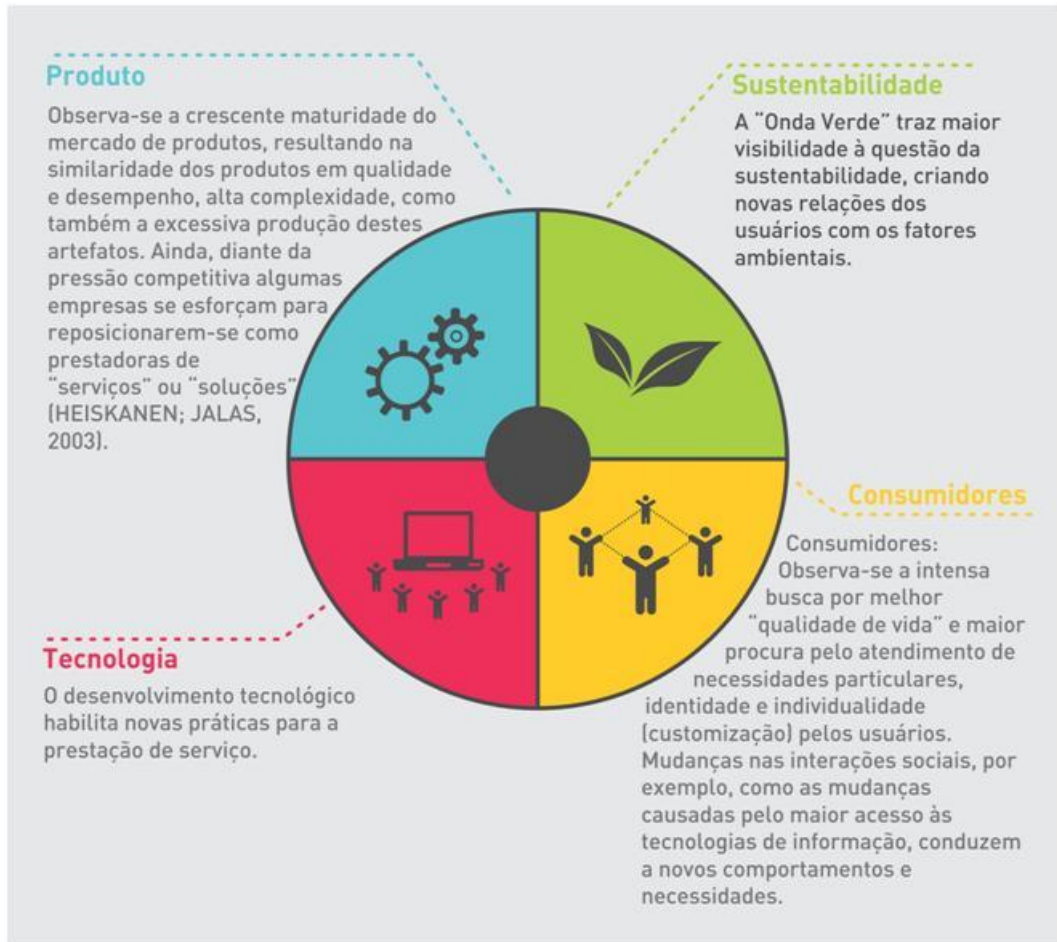 Produto
Observa-se a crescente maturidade do
mercado de produtos, resultando na
similaridade dos produtos em qualidade
e desempenho, alta complexidade, como
também a excessiva produção destes
artefatos. Ainda, diante da
pressão competitiva algumas
empresas se esforçam para
reposicionarem-se como
prestadoras de
"serviços" ou "soluções"
(HEISKANEN; JALAS,
2003).
Sustentabilidade
A "Onda Verde" traz maior
visibilidade à questão da
sustentabilidade, criando
novas relações dos
usuários com os fatores
ambientais.
Tecnologia
O desenvolvimento tecnológico
habilita novas práticas para a
prestação de serviço.
Consumidores
Consumidores:
Observa-se a intensa
busca por melhor
"qualidade de vida" e maior
procura pelo atendimento de
necessidades particulares,
identidade e individualidade
(customização) pelos usuários.
Mudanças nas interações sociais, por
exemplo, como as mudanças
causadas pelo maior acesso às
tecnologias de informação, conduzem
a novos comportamentos e
necessidades.